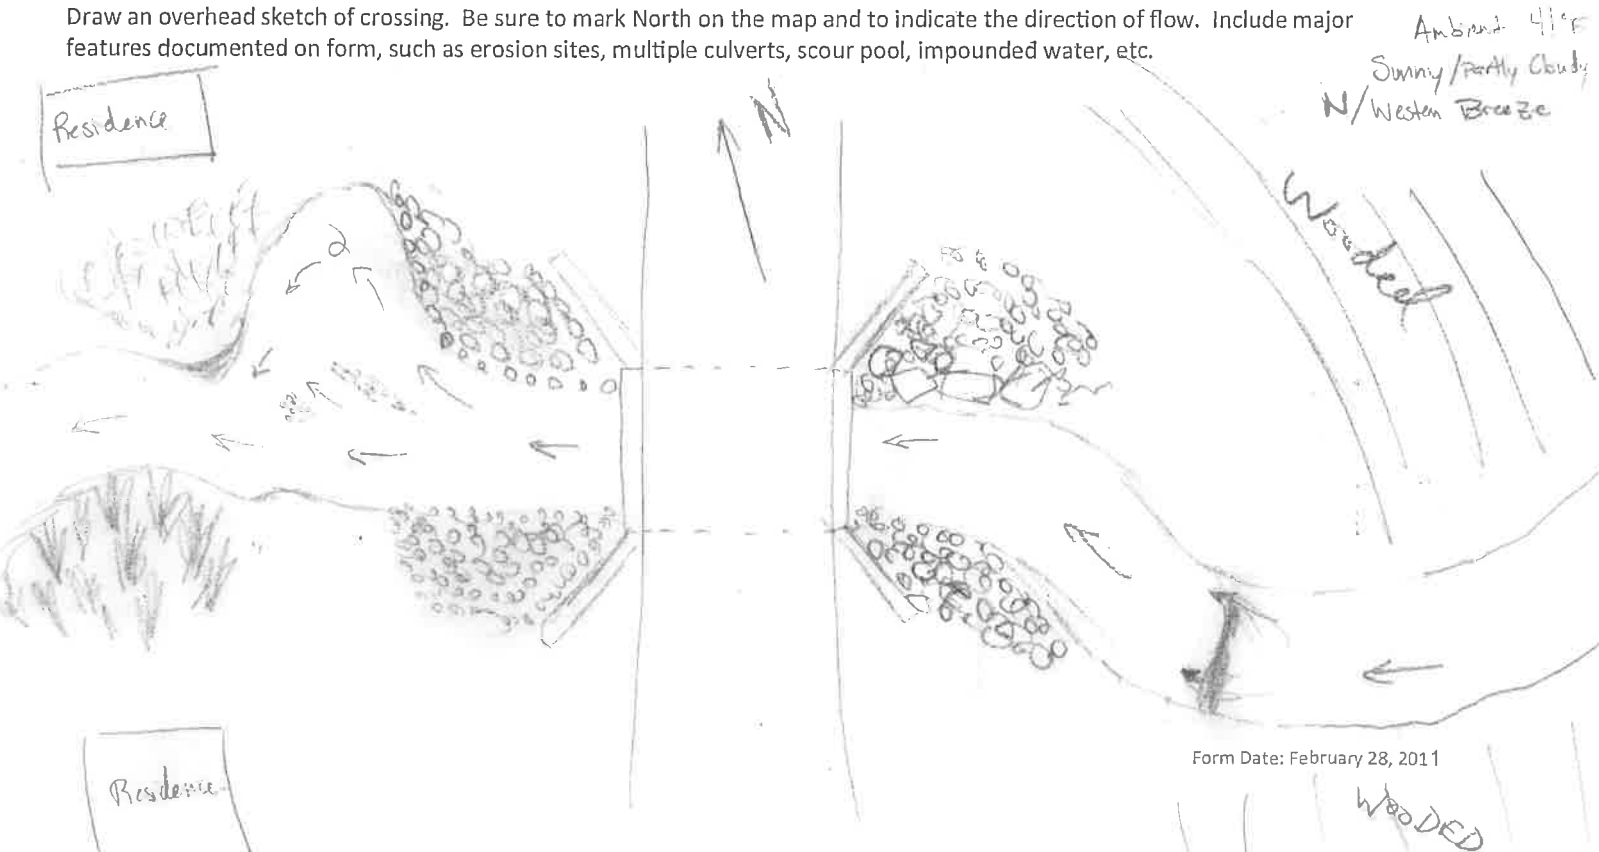 Draw an overhead sketch of crossing. Be sure to mark North on the map and to indicate the direction of flow. Include major
features documented on form, such as erosion sites, multiple culverts, scour pool, impounded water, etc.
Ambient 41°F
Sunny/Partly Cloudy
N/Western Breeze
Residence
N
Wooded
Form Date: February 28, 2011
Residence
WOODED